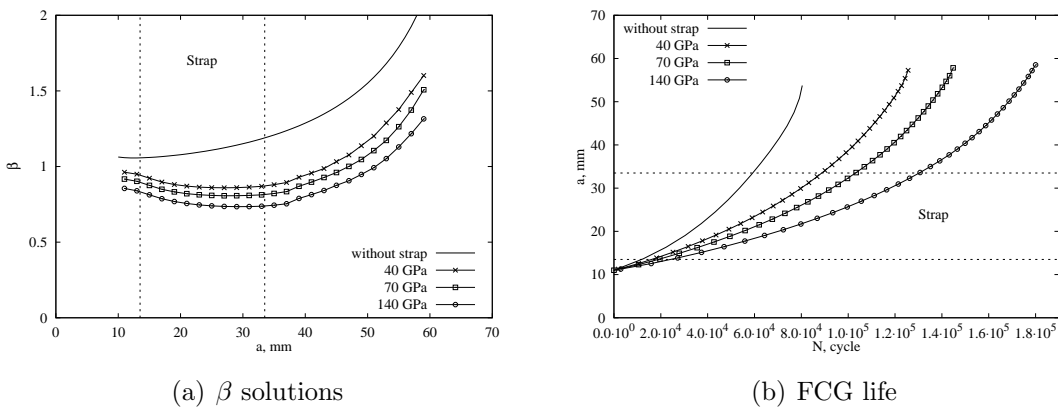 2
1.5
1
0.5
0
β
Strap
without strap
40 GPa
70 GPa
140 GPa
0 10 20 30 40 50 60 70
a, mm
(a) β solutions
70
60
50
40
30
20
10
0
a, mm
without strap
40 GPa
70 GPa
140 GPa
Strap
0.0·10⁰ 2.0·10⁴ 4.0·10⁴ 6.0·10⁴ 8.0·10⁴ 1.0·10⁵ 1.2·10⁵ 1.4·10⁵ 1.6·10⁵ 1.8·10⁵
N, cycle
(b) FCG life